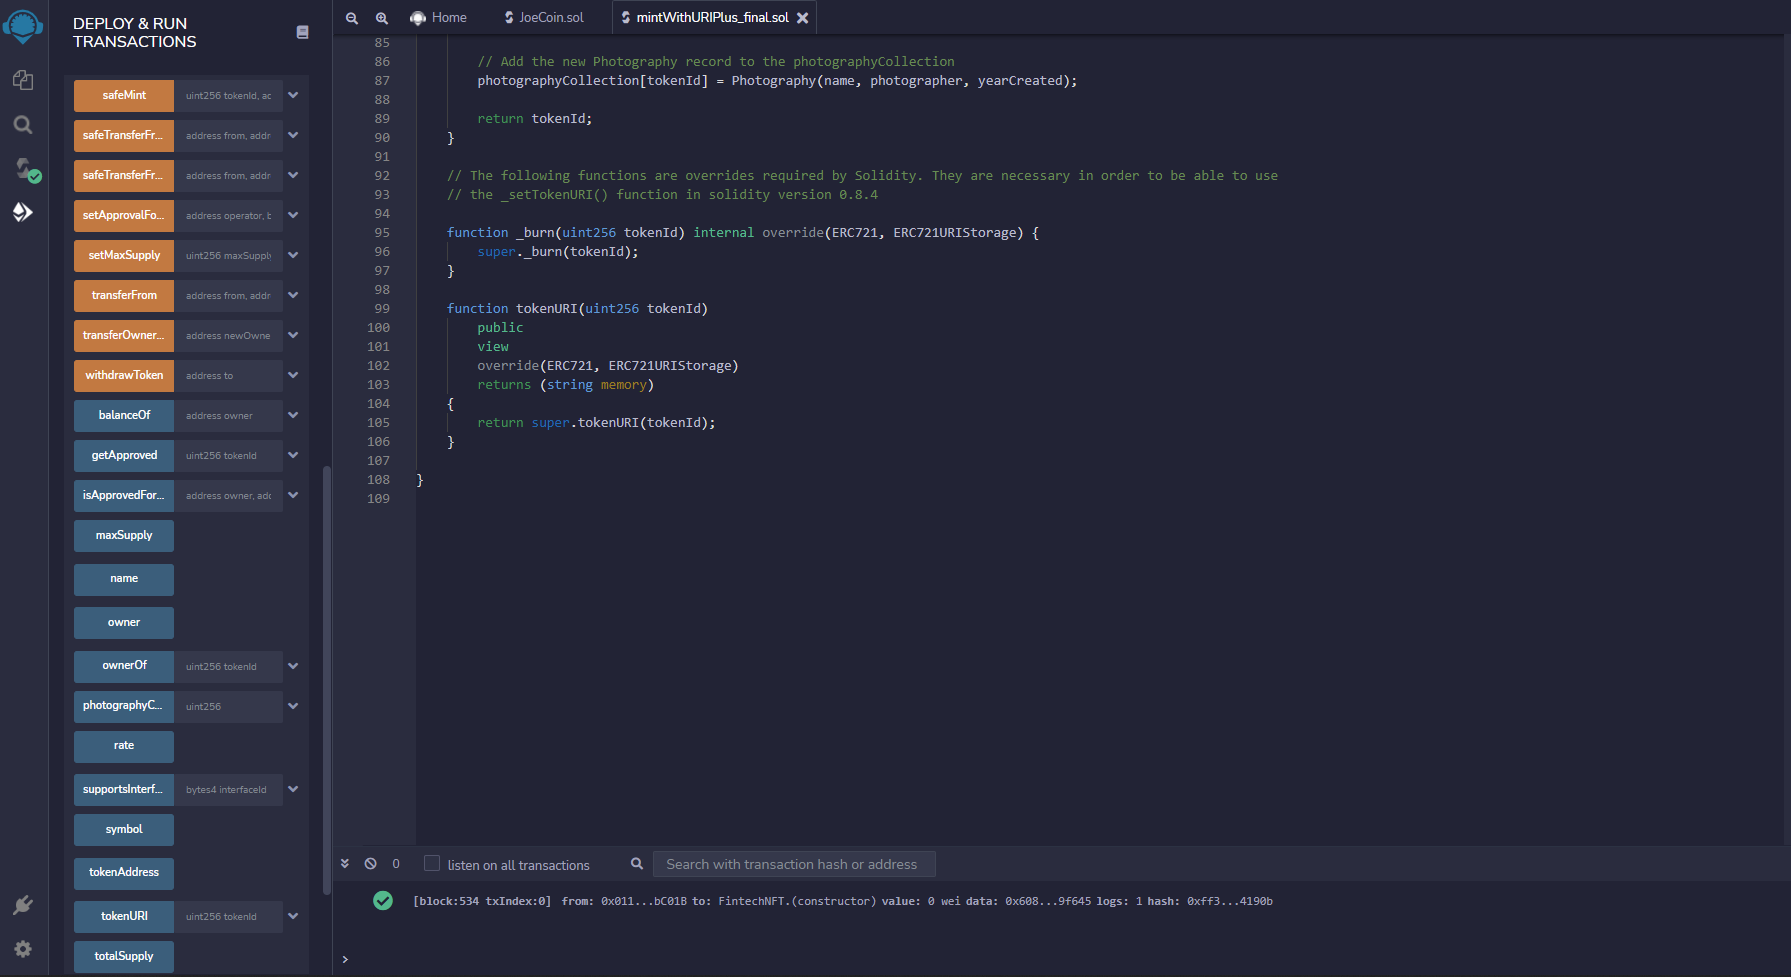 DEPLOY & RUN
TRANSACTIONS
safeMint uint256 tokenId, ac
safeTransferFr... address from, addr
safeTransferFr... address from, addr
setApprovalFo... address operator, b
setMaxSupply uint256 maxSupply
transferFrom address from, addr
transferOwner... address newOwne
withdrawToken address to
balanceOf address owner
getApproved uint256 tokenId
isApprovedFor... address owner, adc
maxSupply
name
owner
ownerOf uint256 tokenId
photographyC... uint256
rate
supportsInterf... bytes4 interfaceId
symbol
tokenAddress
tokenURI uint256 tokenId
totalSupply
Home JoeCoin.sol mintWithURIPlus_final.sol
85
86 // Add the new Photography record to the photographyCollection
87 photographyCollection[tokenId] = Photography(name, photographer, yearCreated);
88
89 return tokenId;
90 }
91
92 // The following functions are overrides required by Solidity. They are necessary in order to be able to use
93 // the _setTokenURI() function in solidity version 0.8.4
94
95 function _burn(uint256 tokenId) internal override(ERC721, ERC721URIStorage) {
96 super._burn(tokenId);
97 }
98
99 function tokenURI(uint256 tokenId)
100 public
101 view
102 override(ERC721, ERC721URIStorage)
103 returns (string memory)
104 {
105 return super.tokenURI(tokenId);
106 }
107
108 }
109
0 listen on all transactions Search with transaction hash or address
[block:534 txIndex:0] from: 0x011...bC01B to: FintechNFT.(constructor) value: 0 wei data: 0x608...9f645 logs: 1 hash: 0xff3...4190b
>